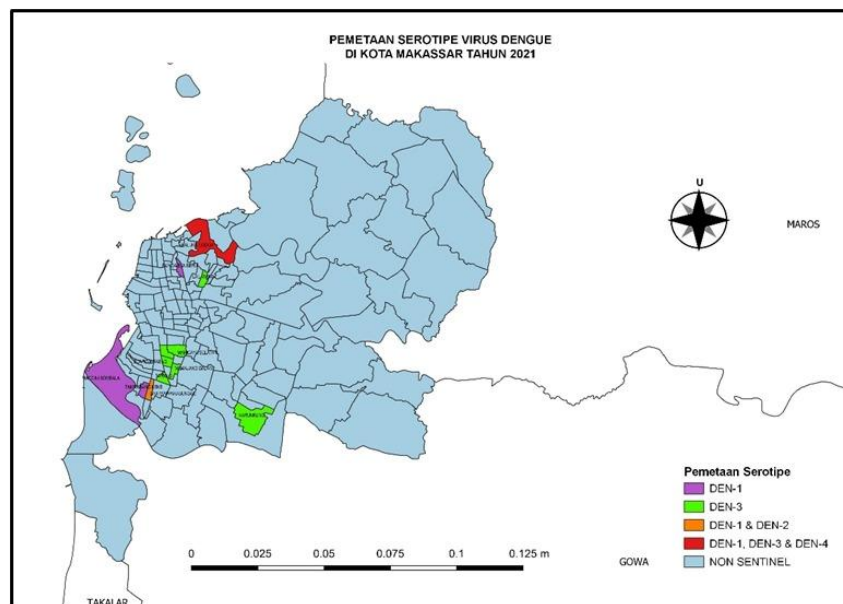 PEMETAAN SEROTIPE VIRUS DENGUE
DI KOTA MAKASSAR TAHUN 2021
U
MAROS
Pemetaan Serotipe
DEN-1
DEN-3
DEN-1 & DEN-2
DEN-1, DEN-3 & DEN-4
NON SENTINEL
0 0.025 0.05 0.075 0.1 0.125 m
GOWA
TAKALAR